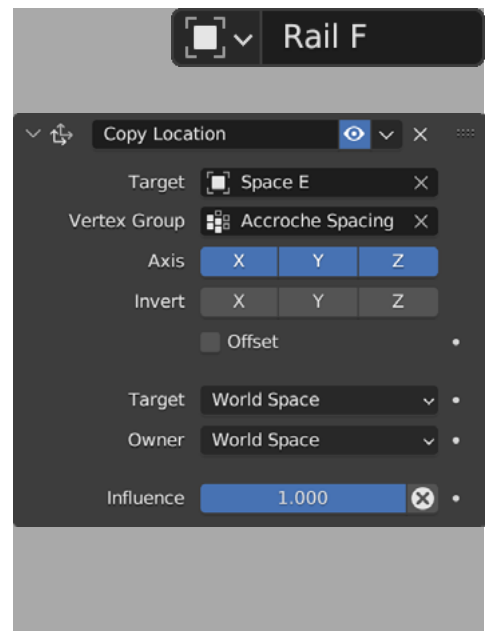 Rail F
Copy Location
Target Space E
Vertex Group Accroche Spacing
Axis X Y Z
Invert X Y Z
Offset
Target World Space
Owner World Space
Influence 1.000